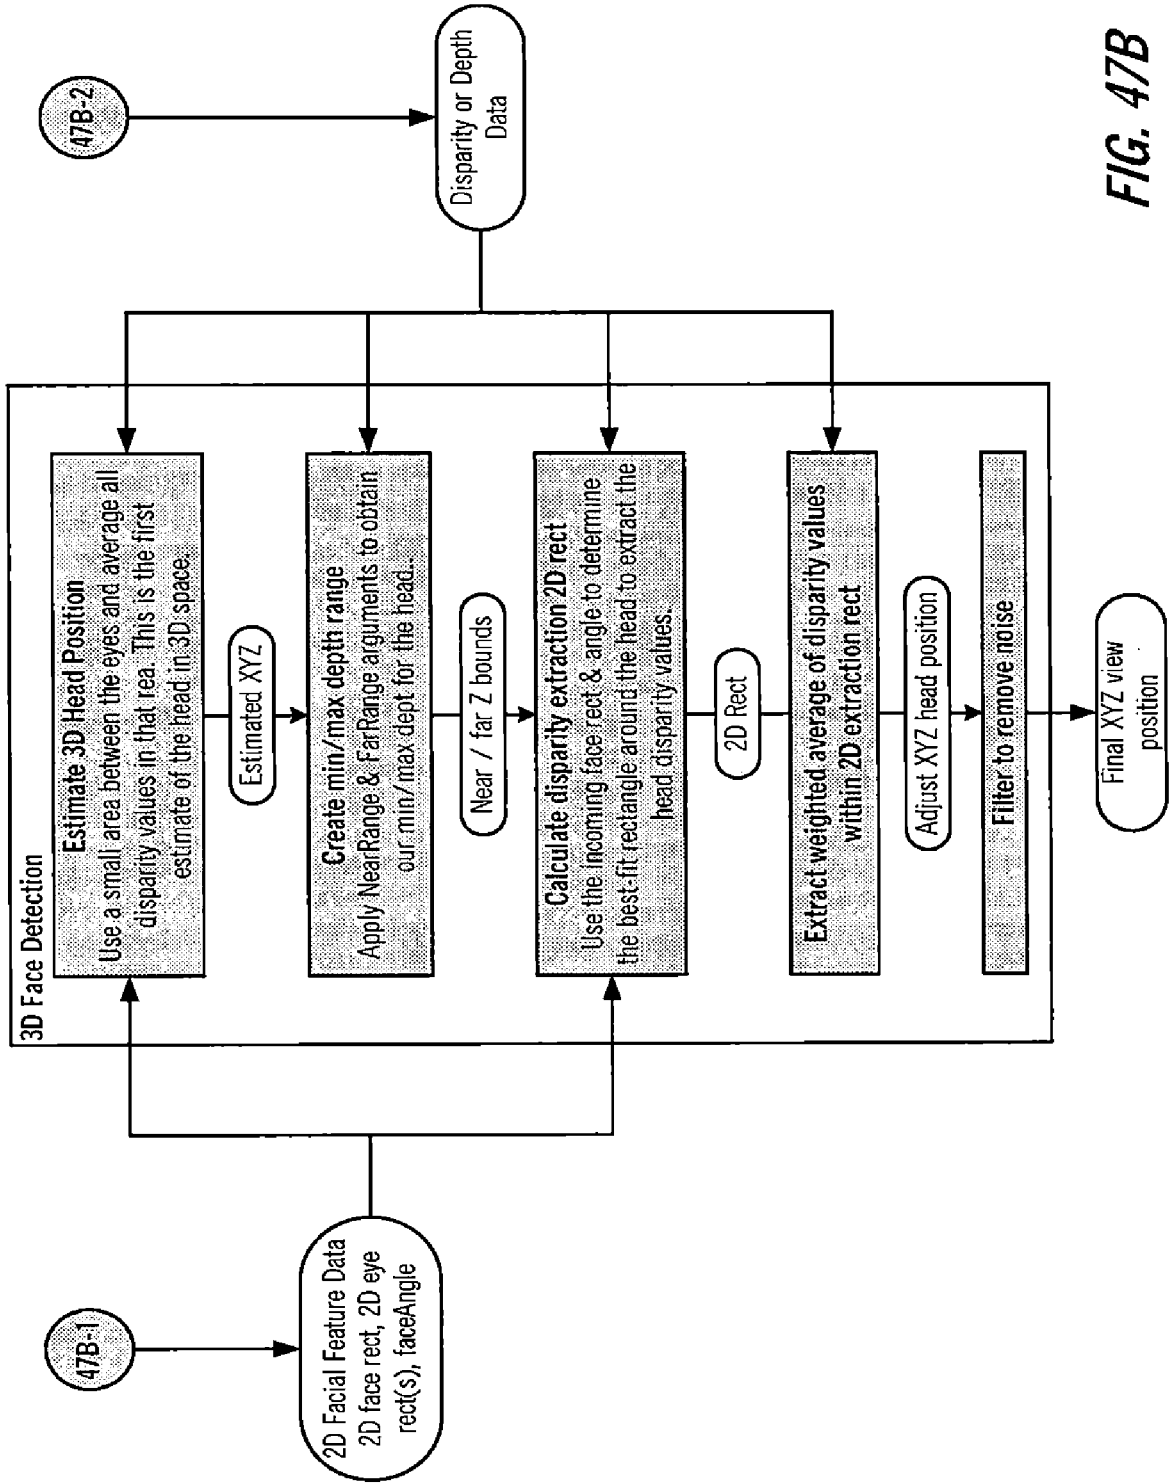 47B-1
2D Facial Feature Data
2D face rect, 2D eye
rect(s), faceAngle
3D Face Detection
Estimate 3D Head Position
Use a small area between the eyes and average all
disparity values in that rea. This is the first
estimate of the head in 3D space.
Estimated XYZ
Create min/max depth range
Apply NearRange & FarRange arguments to obtain
our min/max dept for the head..
Near / far Z bounds
Calculate disparity extraction 2D rect
Use the incoming face rect & angle to determine
the best-fit rectangle around the head to extract the
head disparity values.
2D Rect
Extract weighted average of disparity values
within 2D extraction rect
Adjust XYZ head position
Filter to remove noise
Final XYZ view
position
47B-2
Disparity or Depth
Data
FIG. 47B